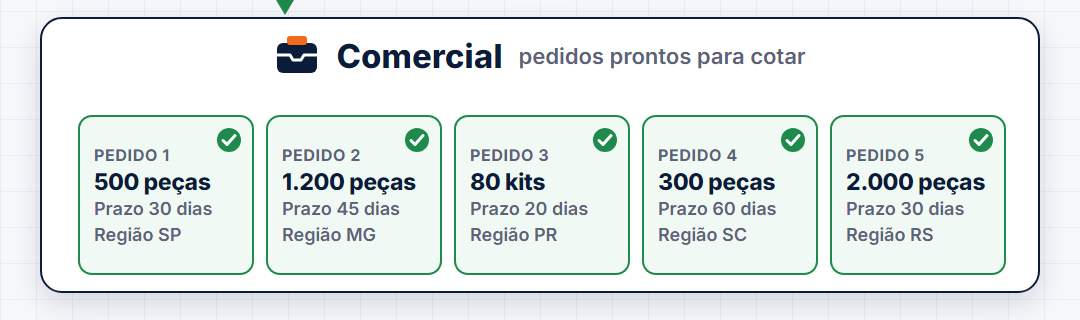 Comercial pedidos prontos para cotar
PEDIDO 1
500 peças
Prazo 30 dias
Região SP
PEDIDO 2
1.200 peças
Prazo 45 dias
Região MG
PEDIDO 3
80 kits
Prazo 20 dias
Região PR
PEDIDO 4
300 peças
Prazo 60 dias
Região SC
PEDIDO 5
2.000 peças
Prazo 30 dias
Região RS